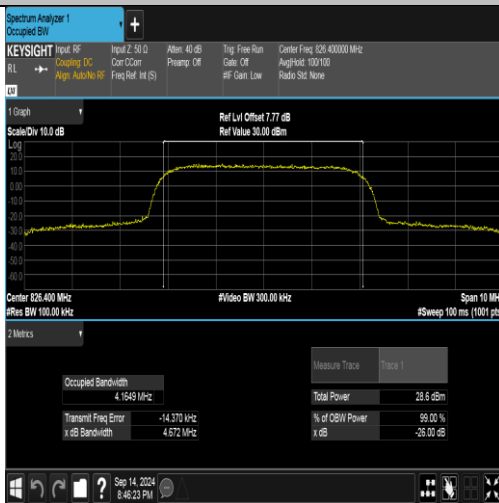 Spectrum Analyzer 1
Occupied BW
+
KEYSIGHT Input: RF Input Z: 50 Ω Atten: 40 dB Trig: Free Run Center Freq: 826.400000 MHz
RL Coupling: DC Corr CCorr Preamp: Off Gate: Off Avg|Hold: 100/100
Align: Auto/No RF Freq Ref: Int (S) #IF Gain: Low Radio Std: None
1 Graph
Ref Lvl Offset 7.77 dB
Scale/Div 10.0 dB Ref Value 30.00 dBm
Log
20.0
10.0
0.00
-10.0
-20.0
-30.0
-40.0
-50.0
-60.0
Center 826.400 MHz #Video BW 300.00 kHz Span 10 MH
#Res BW 100.00 kHz #Sweep 100 ms (1001 pts
2 Metrics
Measure Trace Trace 1
Occupied Bandwidth
4.1649 MHz Total Power 28.6 dBm
Transmit Freq Error -14.370 kHz % of OBW Power 99.00 %
x dB Bandwidth 4.672 MHz x dB -26.00 dB
? Sep 14, 2024
8:46:23 PM